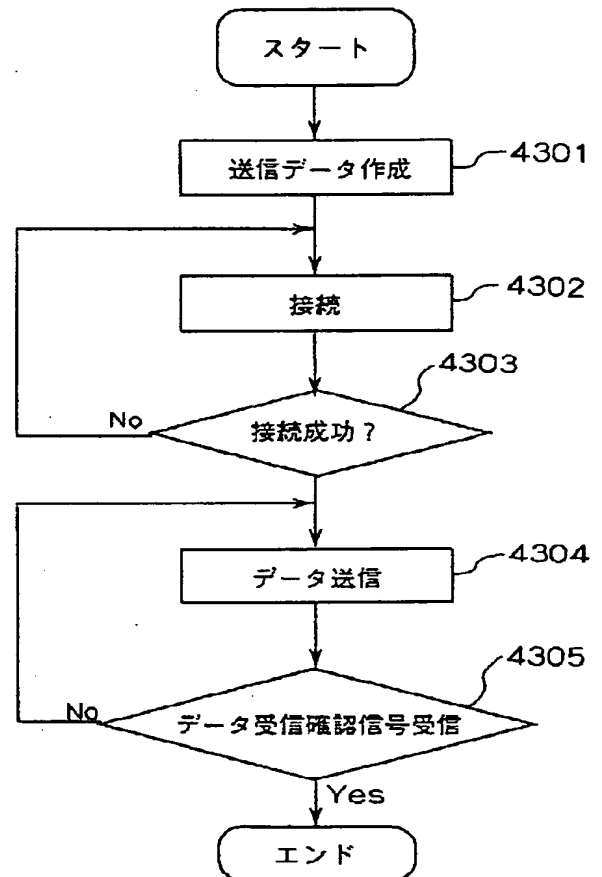 スタート
送信データ作成
4301
接続
4302
4303
接続成功?
No
データ送信
4304
4305
データ受信確認信号受信
No
Yes
エンド